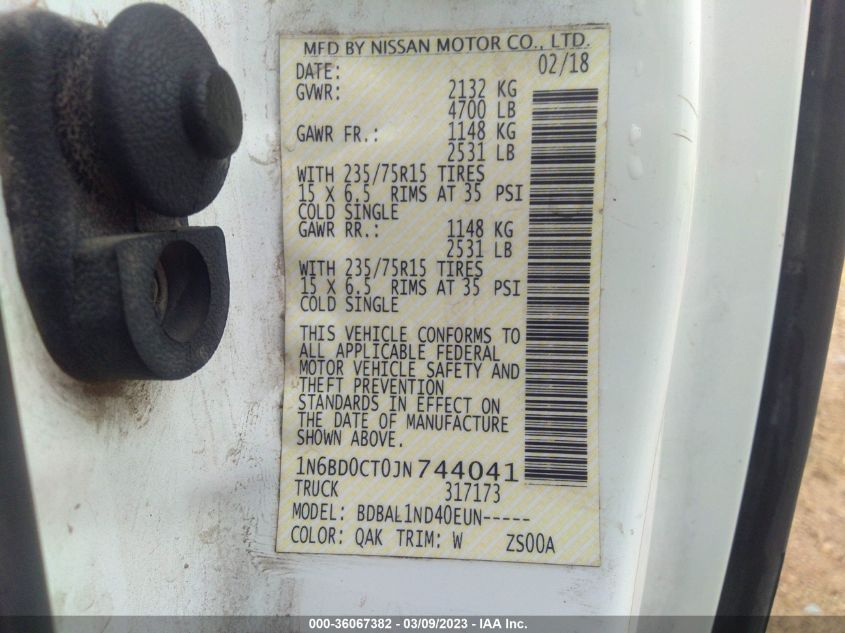 MFD BY NISSAN MOTOR CO., LTD.
DATE: 02/18
GVWR: 2132 KG
4700 LB
GAWR FR.: 1148 KG
2531 LB
WITH 235/75R15 TIRES
15 X 6.5 RIMS AT 35 PSI
COLD SINGLE
GAWR RR.: 1148 KG
2531 LB
WITH 235/75R15 TIRES
15 X 6.5 RIMS AT 35 PSI
COLD SINGLE
THIS VEHICLE CONFORMS TO
ALL APPLICABLE FEDERAL
MOTOR VEHICLE SAFETY AND
THEFT PREVENTION
STANDARDS IN EFFECT ON
THE DATE OF MANUFACTURE
SHOWN ABOVE.
1N6BD0CT0JN744041
TRUCK 317173
MODEL: BDBAL1ND40EUN-----
COLOR: QAK TRIM: W ZS00A
000-36067382 - 03/09/2023 - IAA Inc.